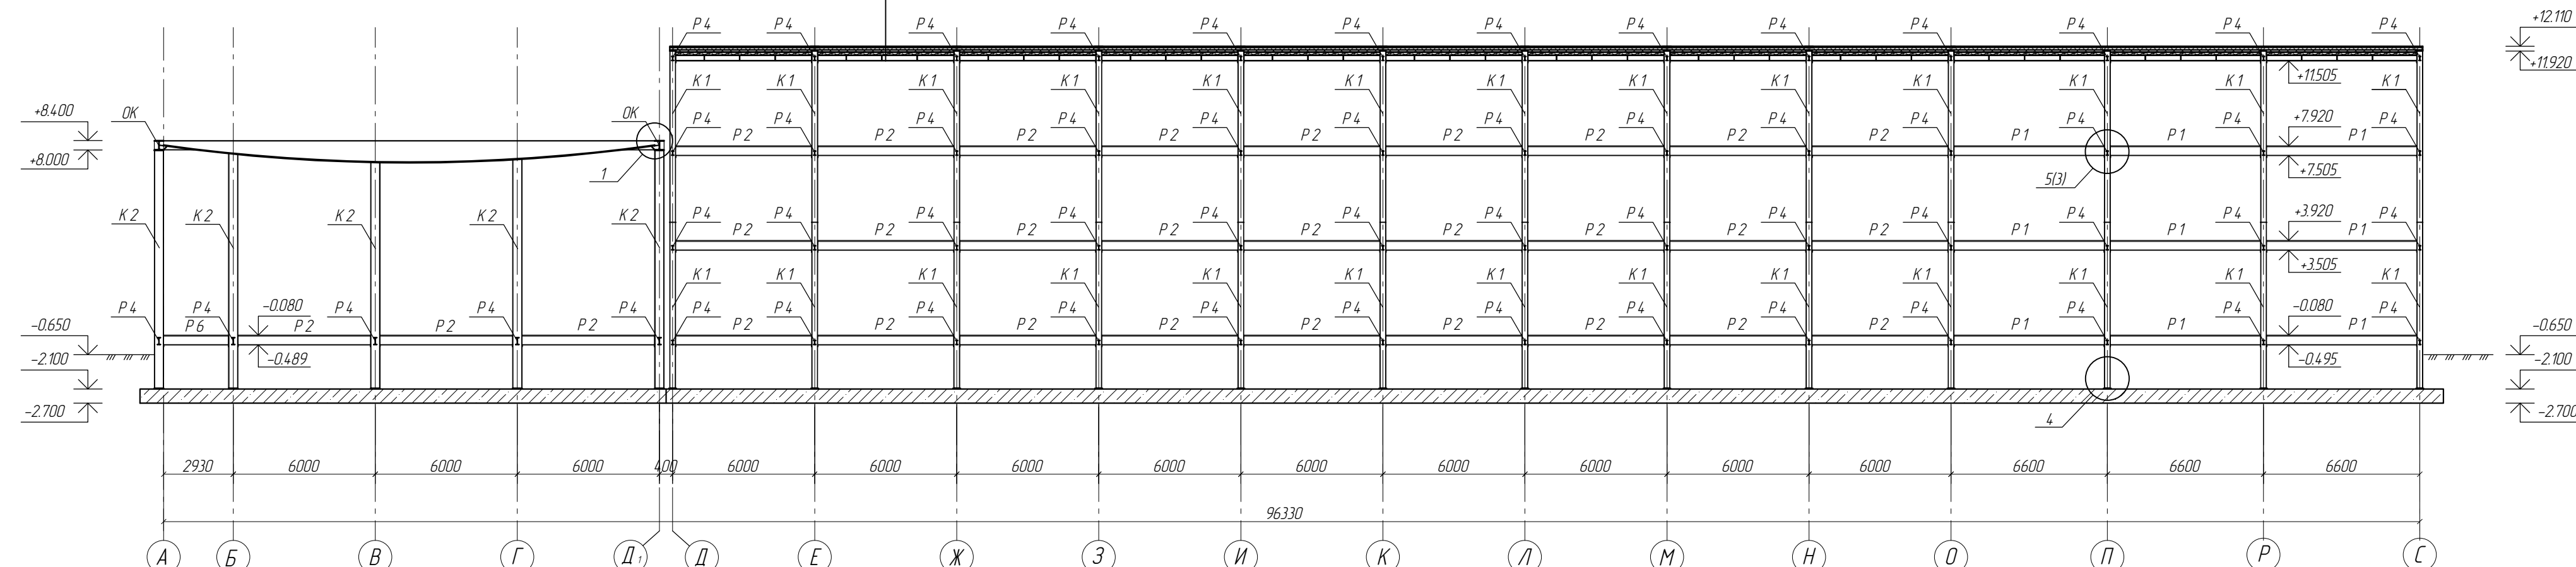 Р4 Р4 Р4 Р4 Р4 Р4 Р4 Р4 Р4 Р4 Р4 Р4 Р4 +12.110
+11.920
+11.505
К1 К1 К1 К1 К1 К1 К1 К1 К1 К1 К1 К1 К1
+8.400 ОК ОК Р4 Р4 Р4 Р4 Р4 Р4 Р4 Р4 Р4 Р4 Р4 Р4 +7.920 Р4
Р2 Р2 Р2 Р2 Р2 Р2 Р2 Р2 Р2 Р1 Р1 Р1
+8.000
1 5(3) +7.505
К2 К2 К2 К2 К2 Р4 Р4 Р4 Р4 Р4 Р4 Р4 Р4 Р4 Р4 Р4 Р4 +3.920 Р4
Р2 Р2 Р2 Р2 Р2 Р2 Р2 Р2 Р2 Р1 Р1 Р1
+3.505
К1 К1 К1 К1 К1 К1 К1 К1 К1 К1 К1 К1 К1
Р4 Р4 -0.080 Р4 Р4 Р4 Р4 Р4 Р4 Р4 Р4 Р4 Р4 Р4 Р4 Р4 Р4 Р4 -0.080 Р4
-0.650 Р6 Р2 Р2 Р2 Р2 Р2 Р2 Р2 Р2 Р2 Р2 Р2 Р2 Р1 Р1 Р1 -0.650
-2.100 -0.489 -0.495 -2.100
-2.700 4 -2.700
2930 6000 6000 6000 400 6000 6000 6000 6000 6000 6000 6000 6000 6000 6600 6600 6600
96330
А Б В Г Д1 Д Е Ж З И К Л М Н О П Р С